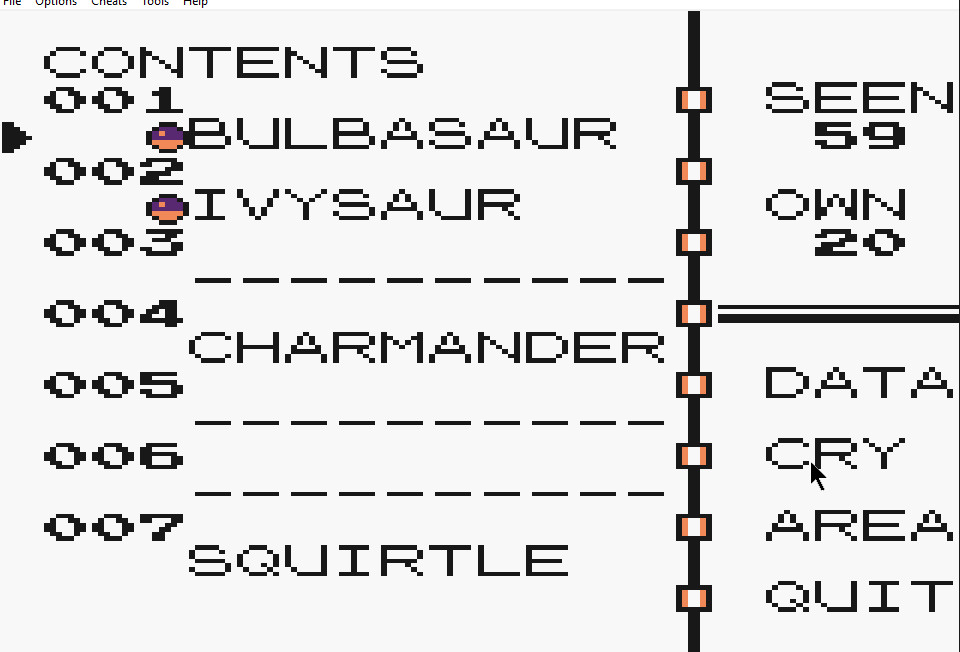 File Options Cheats Tools Help
CONTENTS
001
BULBASAUR
002
IVYSAUR
003
----------
004
CHARMANDER
005
----------
006
----------
007
SQUIRTLE
SEEN
59
OWN
20
DATA
CRY
AREA
QUIT